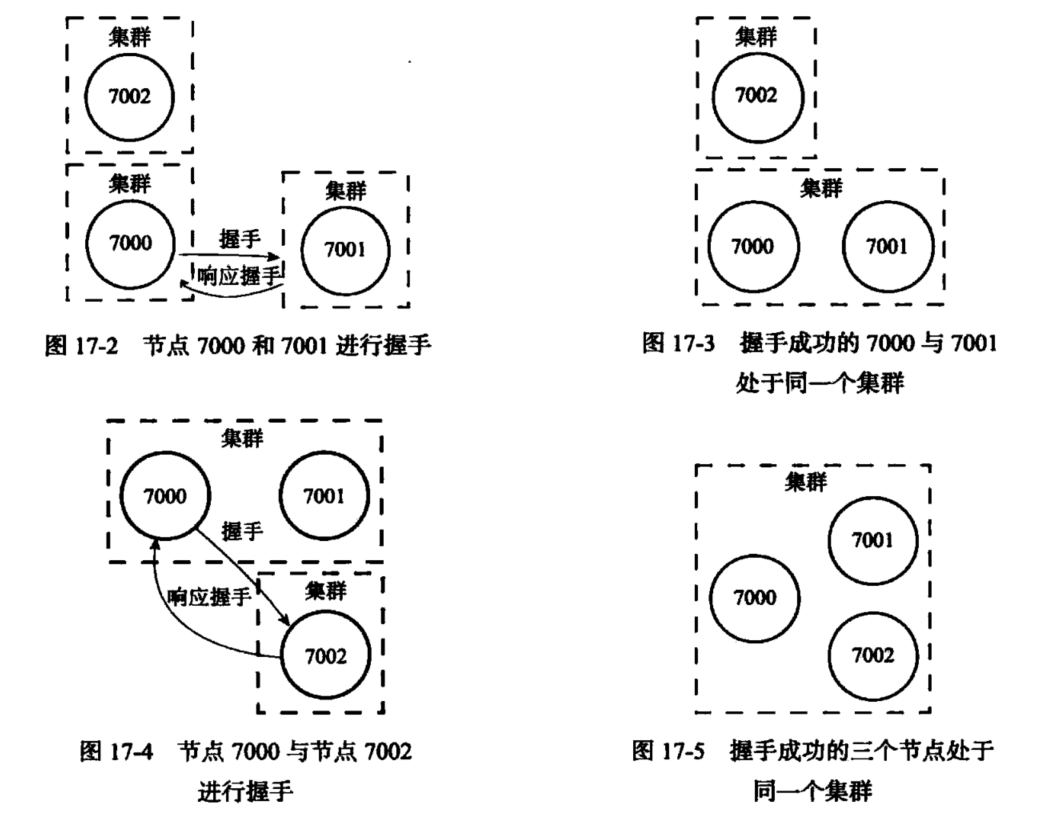 集群
7002
集群
7000
握手
响应握手
集群
7001
图 17-2 节点 7000 和 7001 进行握手
集群
7002
集群
7000
7001
图 17-3 握手成功的 7000 与 7001
处于同一个集群
集群
7000
7001
握手
响应握手
集群
7002
图 17-4 节点 7000 与节点 7002
进行握手
集群
7001
7000
7002
图 17-5 握手成功的三个节点处于
同一个集群